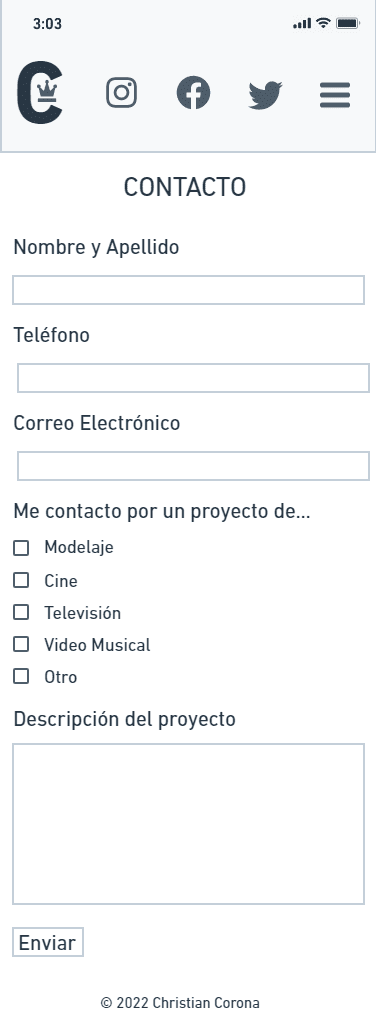 3:03
C
CONTACTO
Nombre y Apellido
Teléfono
Correo Electrónico
Me contacto por un proyecto de...
Modelaje
Cine
Televisión
Video Musical
Otro
Descripción del proyecto
Enviar
© 2022 Christian Corona